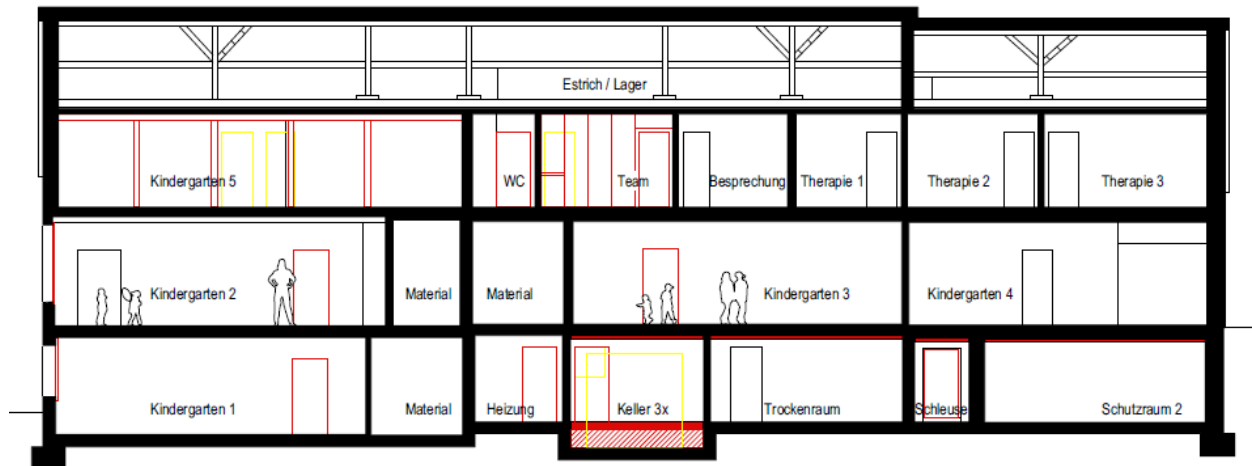 Estrich / Lager
Kindergarten 5
WC
Team
Besprechung
Therapie 1
Therapie 2
Therapie 3
Kindergarten 2
Material
Material
Kindergarten 3
Kindergarten 4
Kindergarten 1
Material
Heizung
Keller 3x
Trockenraum
Schleuse
Schutzraum 2